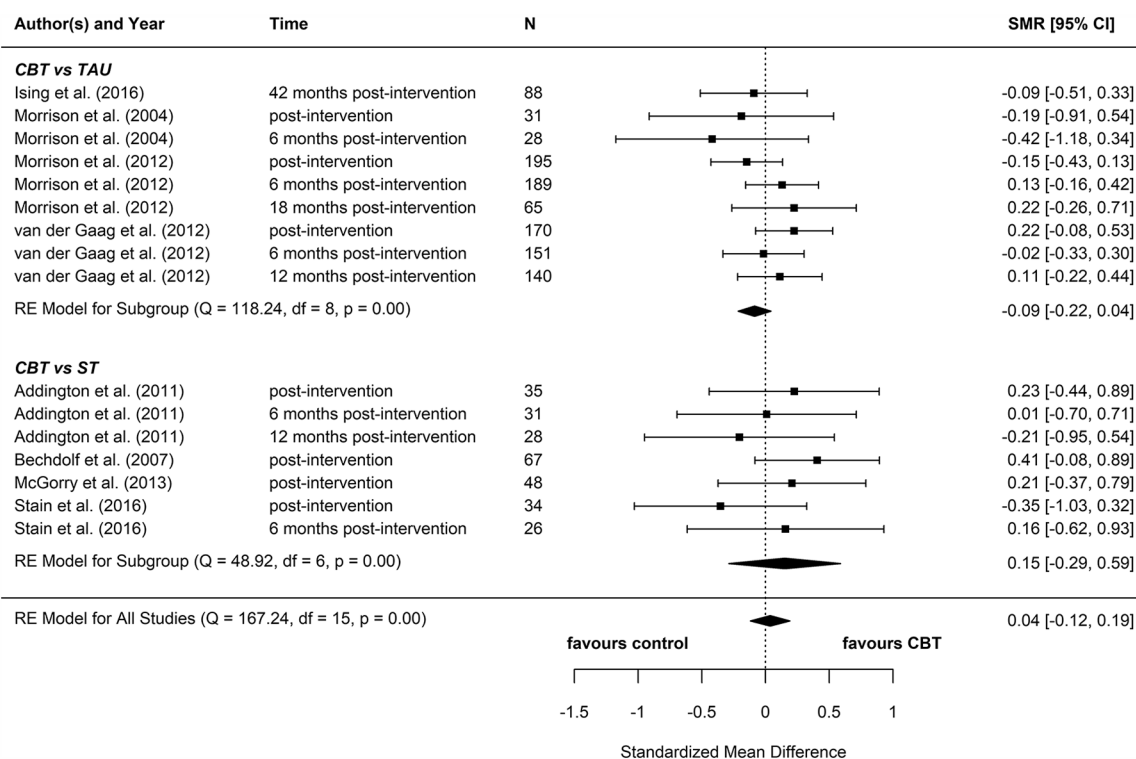 Author(s) and Year Time N SMR [95% CI]
CBT vs TAU
Ising et al. (2016) 42 months post-intervention 88 -0.09 [-0.51, 0.33]
Morrison et al. (2004) post-intervention 31 -0.19 [-0.91, 0.54]
Morrison et al. (2004) 6 months post-intervention 28 -0.42 [-1.18, 0.34]
Morrison et al. (2012) post-intervention 195 -0.15 [-0.43, 0.13]
Morrison et al. (2012) 6 months post-intervention 189 0.13 [-0.16, 0.42]
Morrison et al. (2012) 18 months post-intervention 65 0.22 [-0.26, 0.71]
van der Gaag et al. (2012) post-intervention 170 0.22 [-0.08, 0.53]
van der Gaag et al. (2012) 6 months post-intervention 151 -0.02 [-0.33, 0.30]
van der Gaag et al. (2012) 12 months post-intervention 140 0.11 [-0.22, 0.44]
RE Model for Subgroup (Q = 118.24, df = 8, p = 0.00) -0.09 [-0.22, 0.04]
CBT vs ST
Addington et al. (2011) post-intervention 35 0.23 [-0.44, 0.89]
Addington et al. (2011) 6 months post-intervention 31 0.01 [-0.70, 0.71]
Addington et al. (2011) 12 months post-intervention 28 -0.21 [-0.95, 0.54]
Bechdolf et al. (2007) post-intervention 67 0.41 [-0.08, 0.89]
McGorry et al. (2013) post-intervention 48 0.21 [-0.37, 0.79]
Stain et al. (2016) post-intervention 34 -0.35 [-1.03, 0.32]
Stain et al. (2016) 6 months post-intervention 26 0.16 [-0.62, 0.93]
RE Model for Subgroup (Q = 48.92, df = 6, p = 0.00) 0.15 [-0.29, 0.59]
RE Model for All Studies (Q = 167.24, df = 15, p = 0.00) 0.04 [-0.12, 0.19]
favours control favours CBT
-1.5 -1 -0.5 0 0.5 1
Standardized Mean Difference